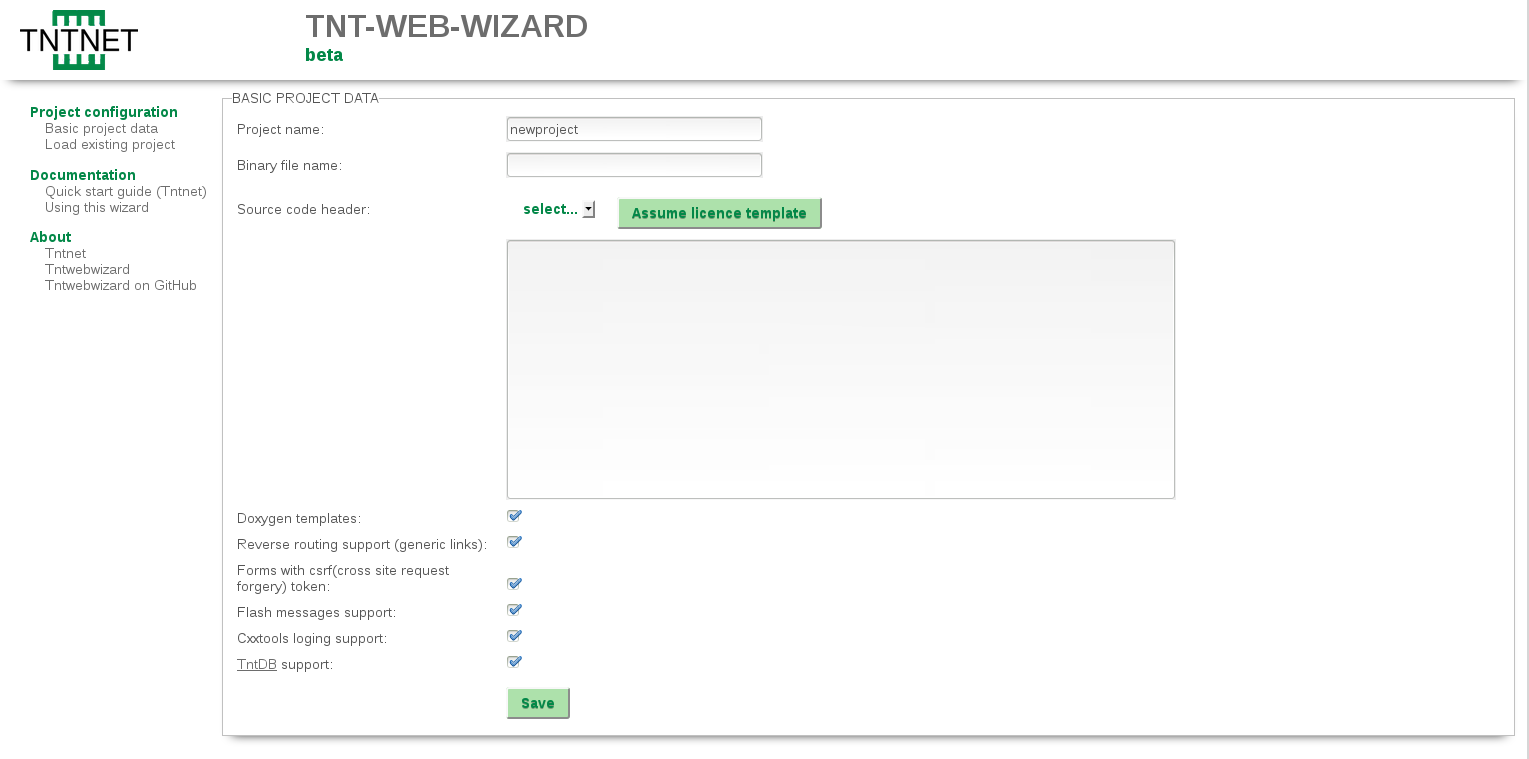 TNTNET
TNT-WEB-WIZARD
beta
Project configuration
Basic project data
Load existing project
Documentation
Quick start guide (Tntnet)
Using this wizard
About
Tntnet
Tntwebwizard
Tntwebwizard on GitHub
BASIC PROJECT DATA
Project name: newproject
Binary file name:
Source code header: select... Assume licence template
Doxygen templates:
Reverse routing support (generic links):
Forms with csrf(cross site request
forgery) token:
Flash messages support:
Cxxtools loging support:
TntDB support:
Save